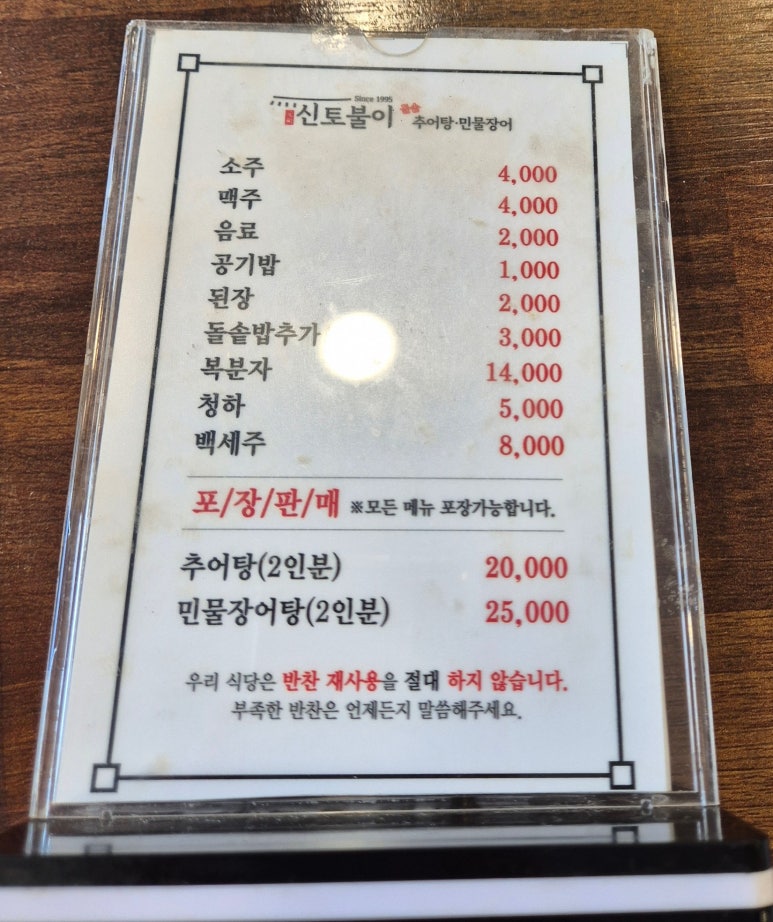 Since 1995
신토불이 돌솥 추어탕·민물장어
소주 4,000
맥주 4,000
음료 2,000
공기밥 1,000
된장 2,000
돌솥밥추가 3,000
복분자 14,000
청하 5,000
백세주 8,000
포/장/판/매 ※모든 메뉴 포장가능합니다.
추어탕(2인분) 20,000
민물장어탕(2인분) 25,000
우리 식당은 반찬 재사용을 절대 하지 않습니다.
부족한 반찬은 언제든지 말씀해주세요.